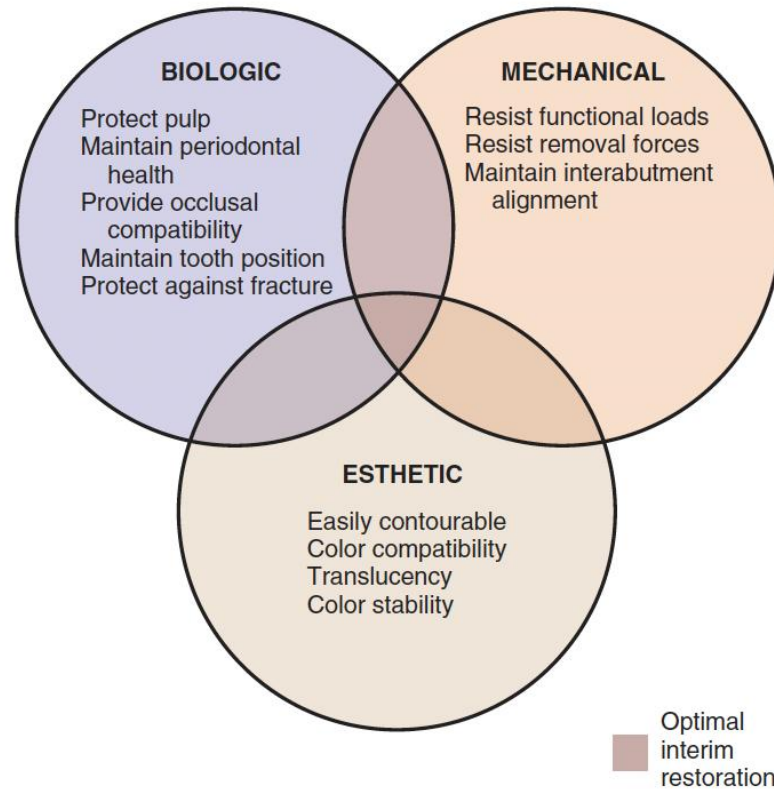 BIOLOGIC
Protect pulp
Maintain periodontal
health
Provide occlusal
compatibility
Maintain tooth position
Protect against fracture
MECHANICAL
Resist functional loads
Resist removal forces
Maintain interabutment
alignment
ESTHETIC
Easily contourable
Color compatibility
Translucency
Color stability
Optimal
interim
restoration